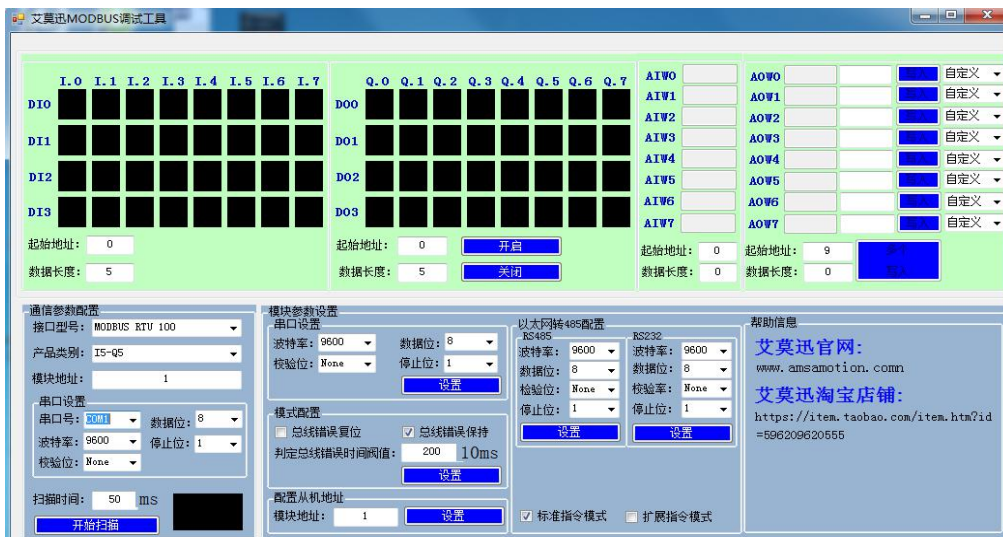 艾莫迅MODBUS调试工具
I.0 I.1 I.2 I.3 I.4 I.5 I.6 I.7
DI0
DI1
DI2
DI3
起始地址: 0
数据长度: 5
Q.0 Q.1 Q.2 Q.3 Q.4 Q.5 Q.6 Q.7
DO0
DO1
DO2
DO3
起始地址: 0 开启
数据长度: 5 关闭
AIW0
AIW1
AIW2
AIW3
AIW4
AIW5
AIW6
AIW7
起始地址: 0
数据长度: 0
AOW0 自定义
AOW1 自定义
AOW2 自定义
AOW3 自定义
AOW4 自定义
AOW5 自定义
AOW6 自定义
AOW7 自定义
起始地址: 9
数据长度: 0
通信参数配置
接口型号: MODBUS RTU 100
产品类别: I5-Q5
模块地址: 1
串口设置
串口号: COM1 数据位: 8
波特率: 9600 停止位: 1
校验位: None
扫描时间: 50 ms
开始扫描
模块参数设置
串口设置
波特率: 9600 数据位: 8
校验位: None 停止位: 1
设置
模式配置
总线错误复位 总线错误保持
判定总线错误时间阀值: 200 10ms
设置
配置从机地址
模块地址: 1 设置
以太网转485配置
RS485
波特率: 9600
数据位: 8
检验位: None
停止位: 1
设置
RS232
波特率: 9600
数据位: 8
校验率: None
停止位: 1
设置
标准指令模式 扩展指令模式
帮助信息
艾莫迅官网:
www.amsamotion.comn
艾莫迅淘宝店铺:
https://item.taobao.com/item.htm?id
=596209620555